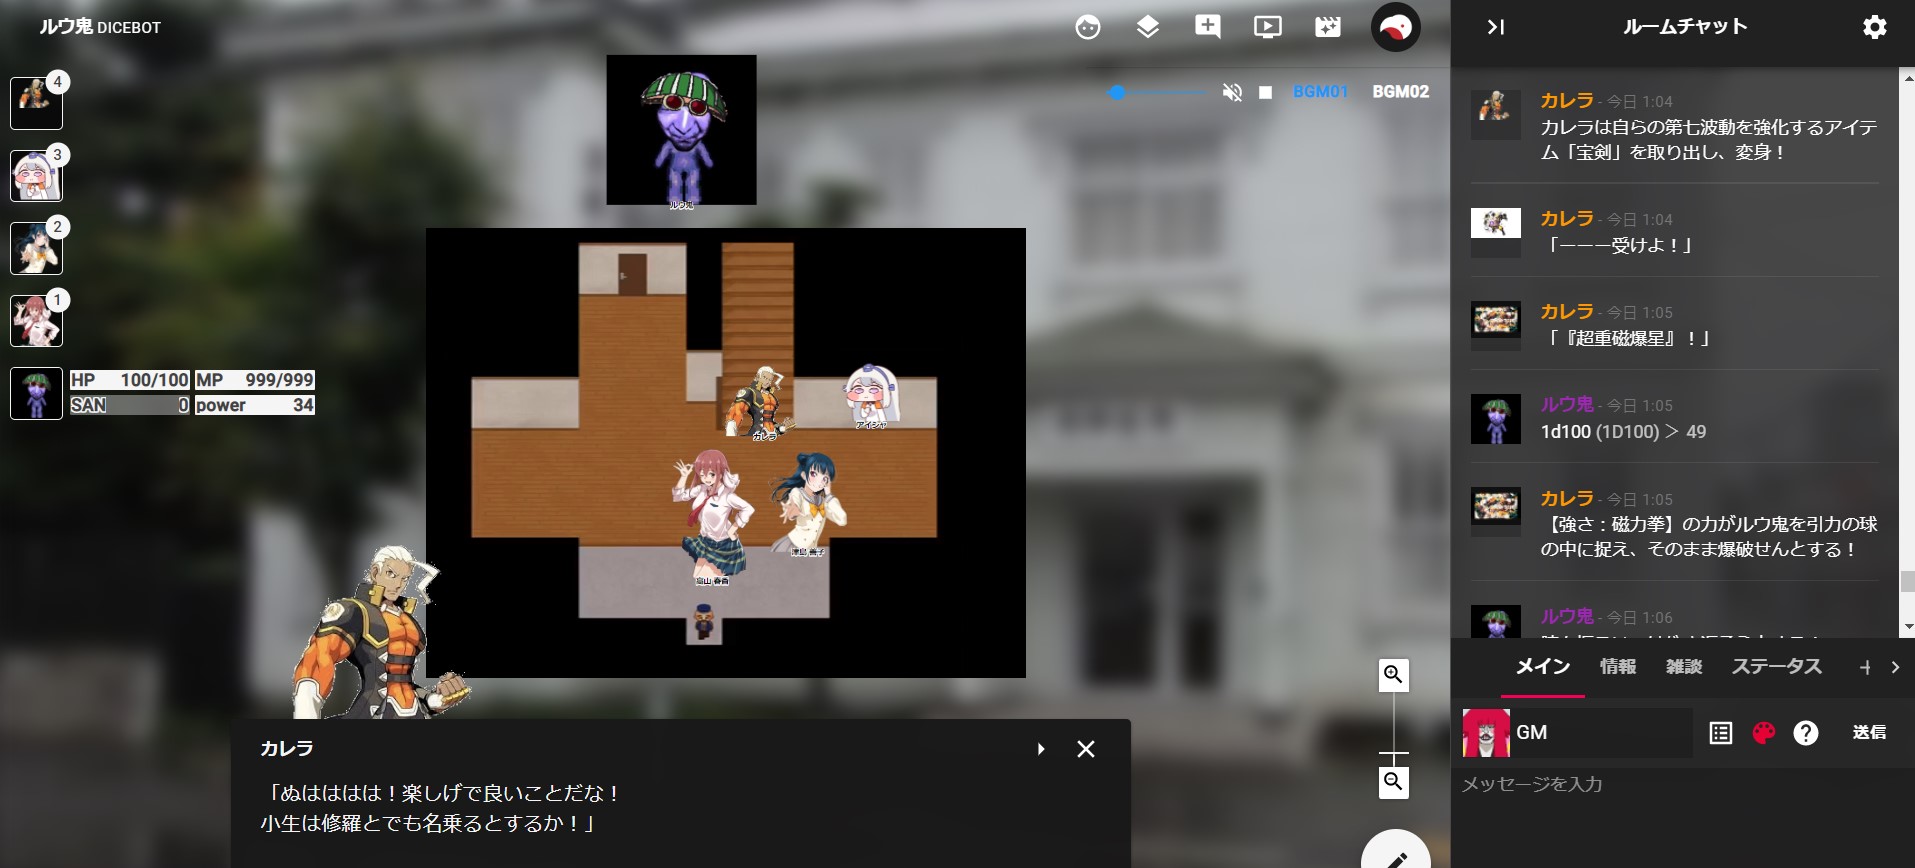 ルウ鬼 DICEBOT
4
3
2
1
HP 100/100 MP 999/999
SAN 0 power 34
BGM01 BGM02
ルウ鬼
カレラ
アイシャ
津島 善子
カレラ
「ぬはははは！楽しげで良いことだな！
小生は修羅とでも名乗るとするか！」
ルームチャット
カレラ - 今日 1:04
カレラは自らの第七波動を強化するアイテ
ム「宝剣」を取り出し、変身！
カレラ - 今日 1:04
「ーーー受けよ！」
カレラ - 今日 1:05
「『超重磁爆星』！」
ルウ鬼 - 今日 1:05
1d100 (1D100) ＞ 49
カレラ - 今日 1:05
【強さ：磁力拳】の力がルウ鬼を引力の球
の中に捉え、そのまま爆破せんとする！
ルウ鬼 - 今日 1:06
メイン 情報 雑談 ステータス
GM
送信
メッセージを入力